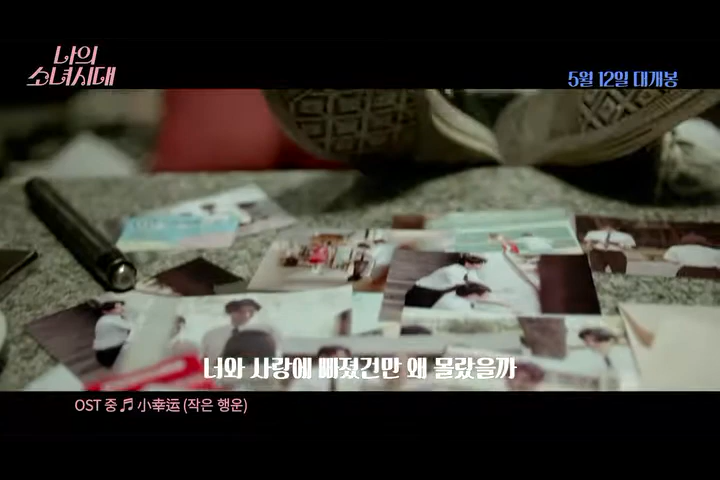 나의
소녀시대
5월 12일 대개봉
너와 사랑에 빠졌건만 왜 몰랐을까
OST 중 ♬ 小幸运 (작은 행운)